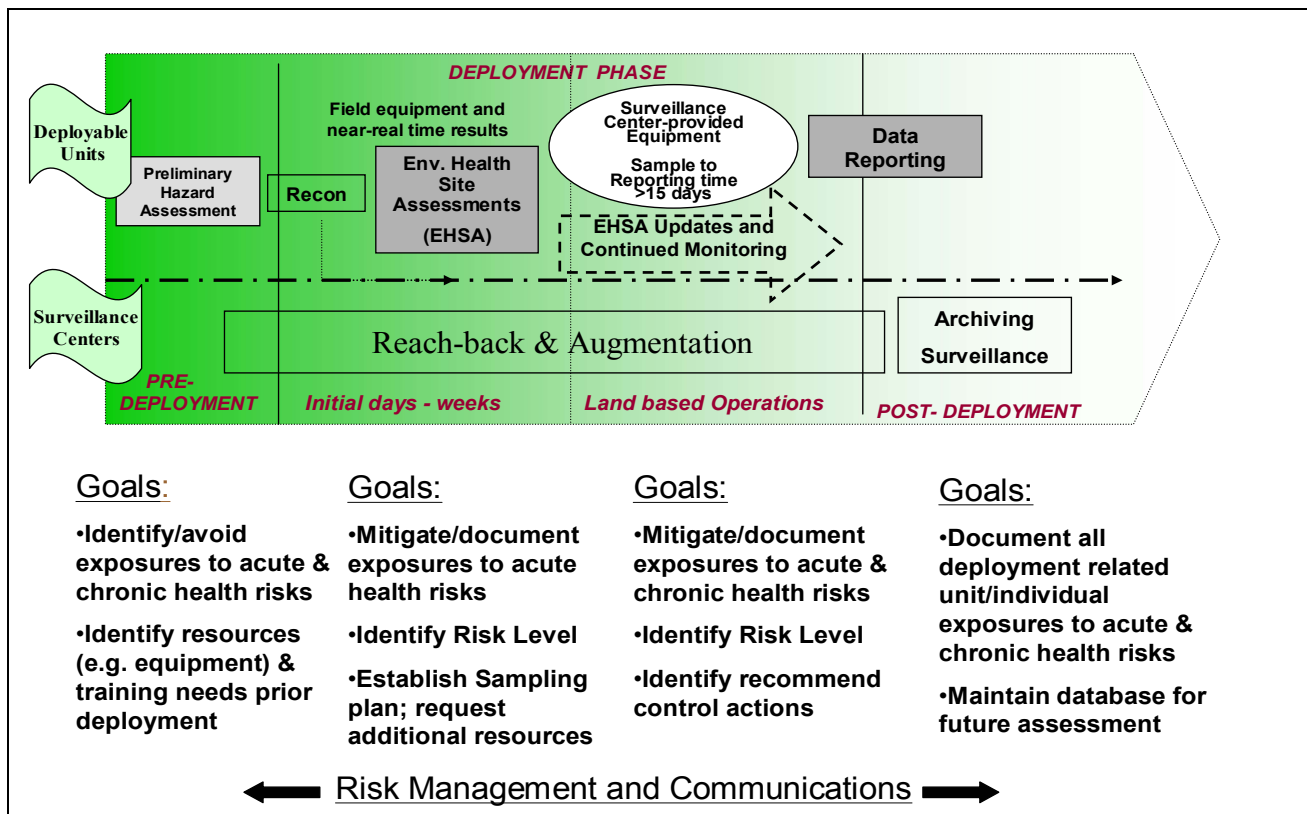 DEPLOYMENT PHASE
Deployable
Units
Preliminary
Hazard
Assessment
Recon
Field equipment and
near-real time results
Env. Health
Site
Assessments
(EHSA)
Surveillance
Center-provided
Equipment
Sample to
Reporting time
>15 days
EHSA Updates and
Continued Monitoring
Data
Reporting
Surveillance
Centers
Reach-back & Augmentation
Archiving
Surveillance
PRE-
DEPLOYMENT
Initial days - weeks
Land based Operations
POST- DEPLOYMENT
Goals:
•Identify/avoid
exposures to acute &
chronic health risks
•Identify resources
(e.g. equipment) &
training needs prior
deployment
Goals:
•Mitigate/document
exposures to acute
health risks
•Identify Risk Level
•Establish Sampling
plan; request
additional resources
Goals:
•Mitigate/document
exposures to acute &
chronic health risks
•Identify Risk Level
•Identify recommend
control actions
Goals:
•Document all
deployment related
unit/individual
exposures to acute &
chronic health risks
•Maintain database for
future assessment
Risk Management and Communications